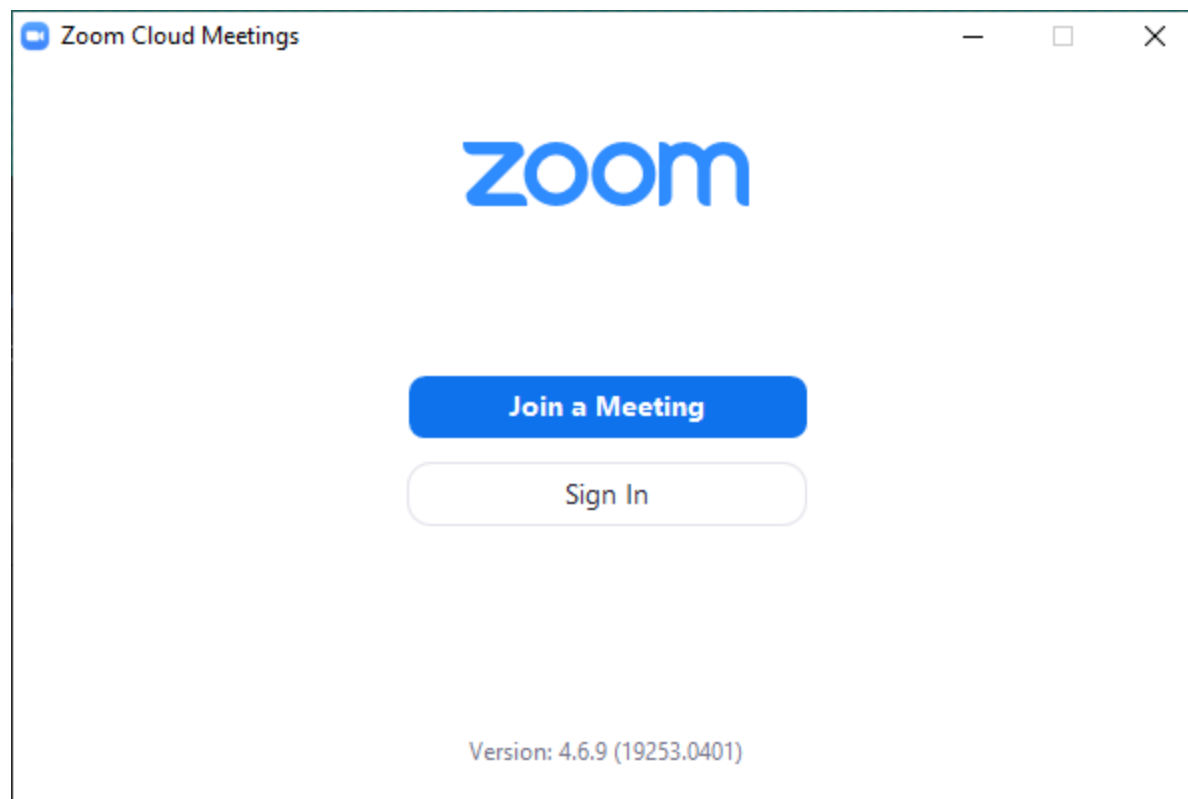 Zoom Cloud Meetings
zoom
Join a Meeting
Sign In
Version: 4.6.9 (19253.0401)